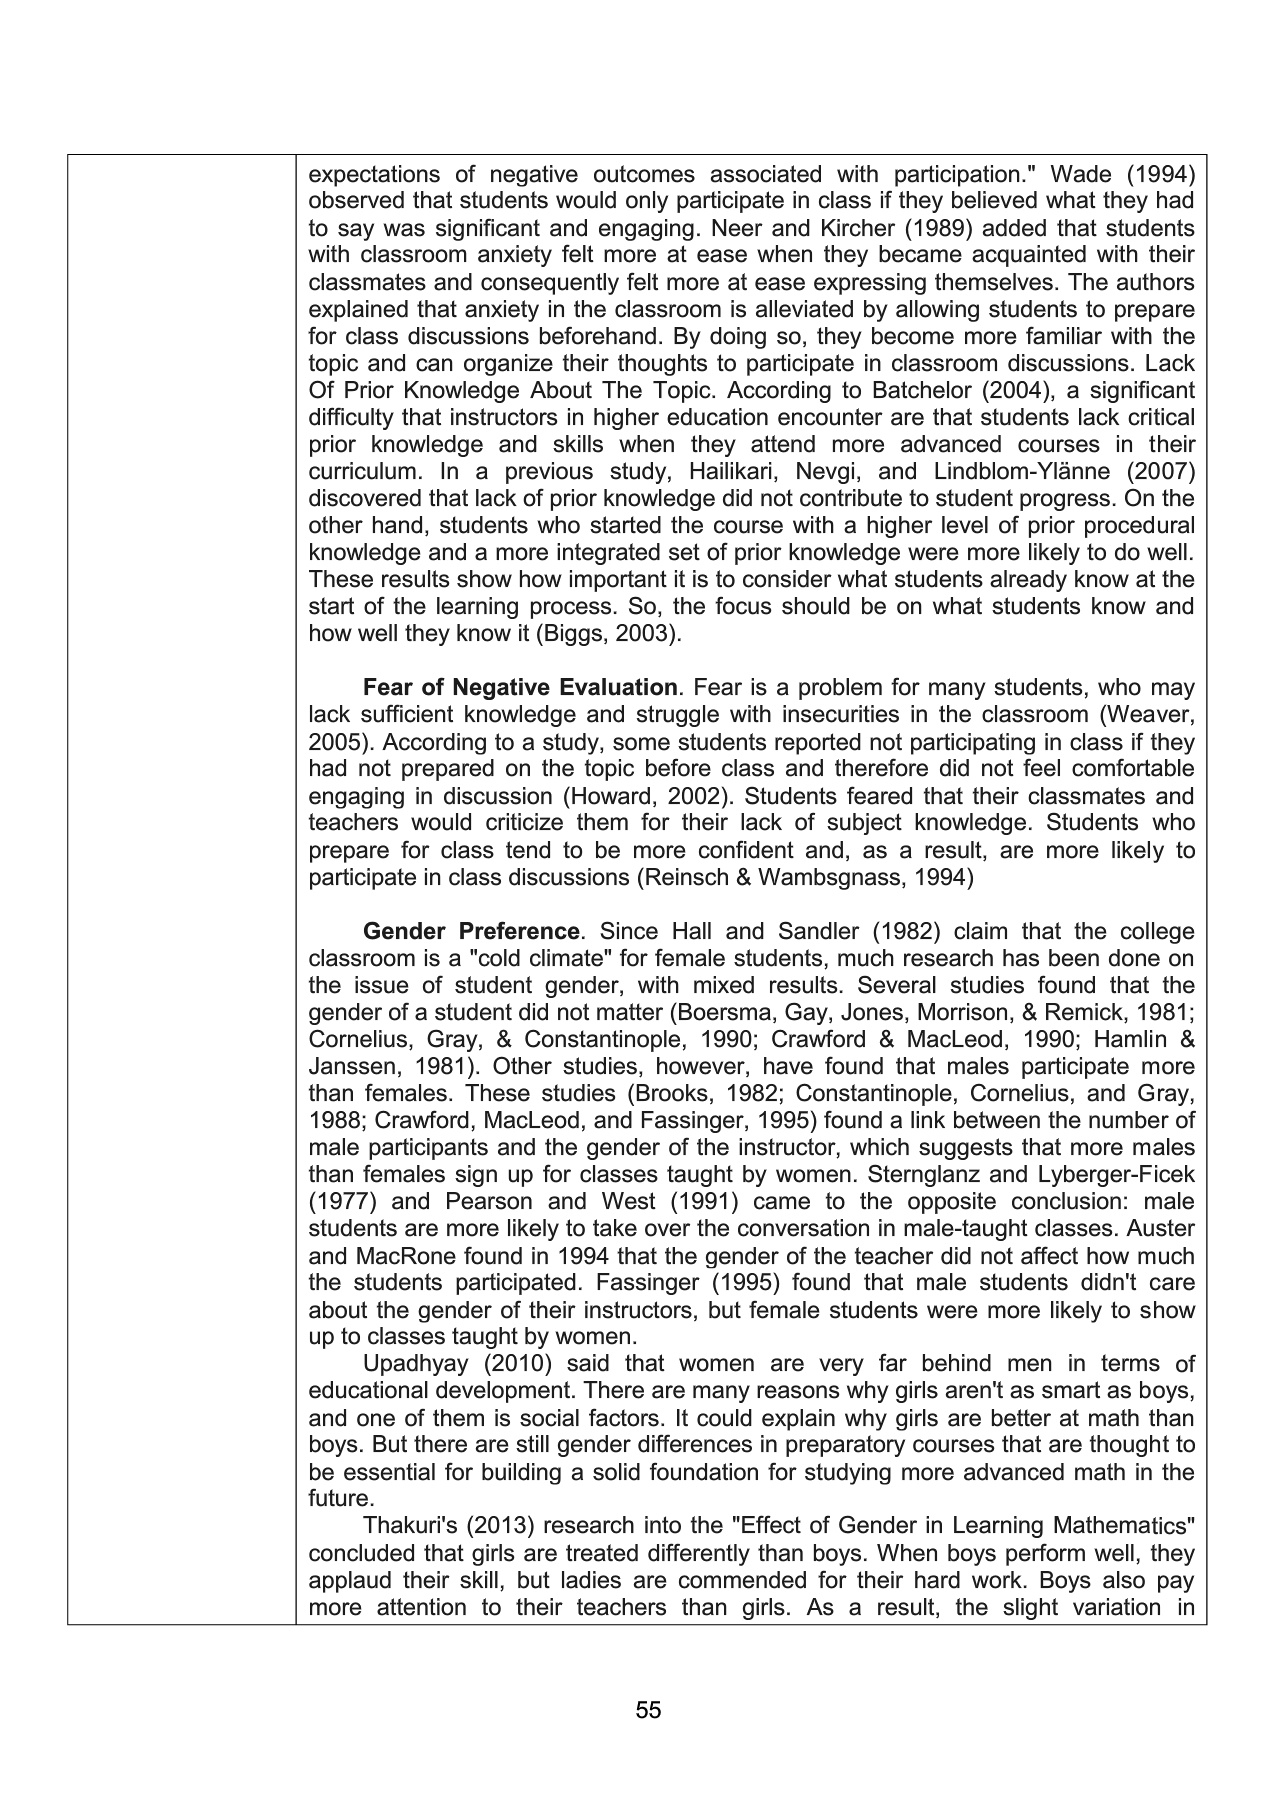 expectations of negative outcomes associated with participation." Wade (1994)
observed that students would only participate in class if they believed what they had
to say was significant and engaging. Neer and Kircher (1989) added that students
with classroom anxiety felt more at ease when they became acquainted with their
classmates and consequently felt more at ease expressing themselves. The authors
explained that anxiety in the classroom is alleviated by allowing students to prepare
for class discussions beforehand. By doing so, they become more familiar with the
topic and can organize their thoughts to participate in classroom discussions. Lack
Of Prior Knowledge About The Topic. According to Batchelor (2004), a significant
difficulty that instructors in higher education encounter are that students lack critical
prior knowledge and skills when they attend more advanced courses in their
curriculum. In a previous study, Hailikari, Nevgi, and Lindblom-Ylänne (2007)
discovered that lack of prior knowledge did not contribute to student progress. On the
other hand, students who started the course with a higher level of prior procedural
knowledge and a more integrated set of prior knowledge were more likely to do well.
These results show how important it is to consider what students already know at the
start of the learning process. So, the focus should be on what students know and
how well they know it (Biggs, 2003).
Fear of Negative Evaluation. Fear is a problem for many students, who may
lack sufficient knowledge and struggle with insecurities in the classroom (Weaver,
2005). According to a study, some students reported not participating in class if they
had not prepared on the topic before class and therefore did not feel comfortable
engaging in discussion (Howard, 2002). Students feared that their classmates and
teachers would criticize them for their lack of subject knowledge. Students who
prepare for class tend to be more confident and, as a result, are more likely to
participate in class discussions (Reinsch & Wambsgnass, 1994)
Gender Preference. Since Hall and Sandler (1982) claim that the college
classroom is a "cold climate" for female students, much research has been done on
the issue of student gender, with mixed results. Several studies found that the
gender of a student did not matter (Boersma, Gay, Jones, Morrison, & Remick, 1981;
Cornelius, Gray, & Constantinople, 1990; Crawford & MacLeod, 1990; Hamlin &
Janssen, 1981). Other studies, however, have found that males participate more
than females. These studies (Brooks, 1982; Constantinople, Cornelius, and Gray,
1988; Crawford, MacLeod, and Fassinger, 1995) found a link between the number of
male participants and the gender of the instructor, which suggests that more males
than females sign up for classes taught by women. Sternglanz and Lyberger-Ficek
(1977) and Pearson and West (1991) came to the opposite conclusion: male
students are more likely to take over the conversation in male-taught classes. Auster
and MacRone found in 1994 that the gender of the teacher did not affect how much
the students participated. Fassinger (1995) found that male students didn't care
about the gender of their instructors, but female students were more likely to show
up to classes taught by women.
Upadhyay (2010) said that women are very far behind men in terms of
educational development. There are many reasons why girls aren't as smart as boys,
and one of them is social factors. It could explain why girls are better at math than
boys. But there are still gender differences in preparatory courses that are thought to
be essential for building a solid foundation for studying more advanced math in the
future.
Thakuri's (2013) research into the "Effect of Gender in Learning Mathematics"
concluded that girls are treated differently than boys. When boys perform well, they
applaud their skill, but ladies are commended for their hard work. Boys also pay
more attention to their teachers than girls. As a result, the slight variation in
55